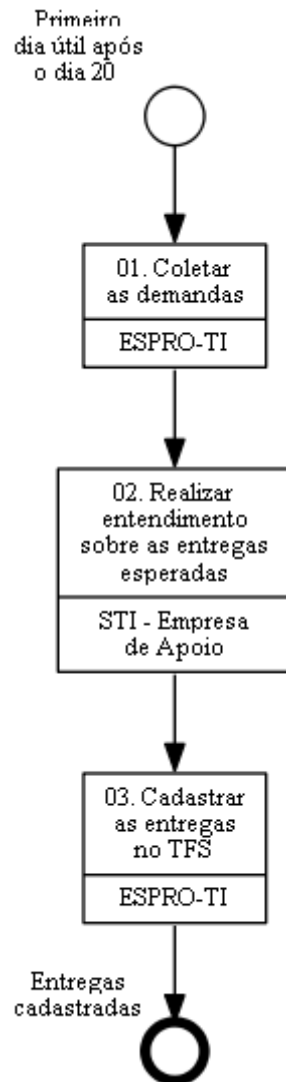 Primeiro
dia útil após
o dia 20
01. Coletar
as demandas
ESPRO-TI
02. Realizar
entendimento
sobre as entregas
esperadas
STI - Empresa
de Apoio
03. Cadastrar
as entregas
no TFS
ESPRO-TI
Entregas
cadastradas